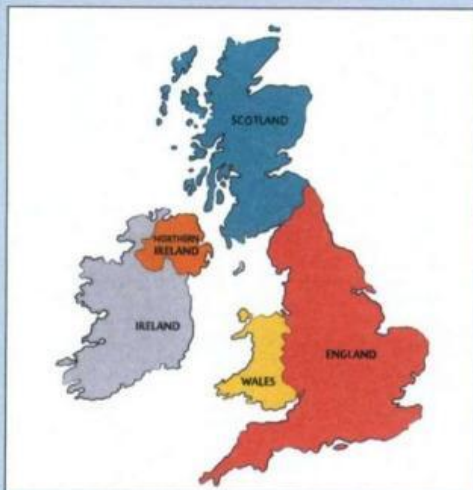 SCOTLAND
NORTHERN
IRELAND
IRELAND
WALES
ENGLAND